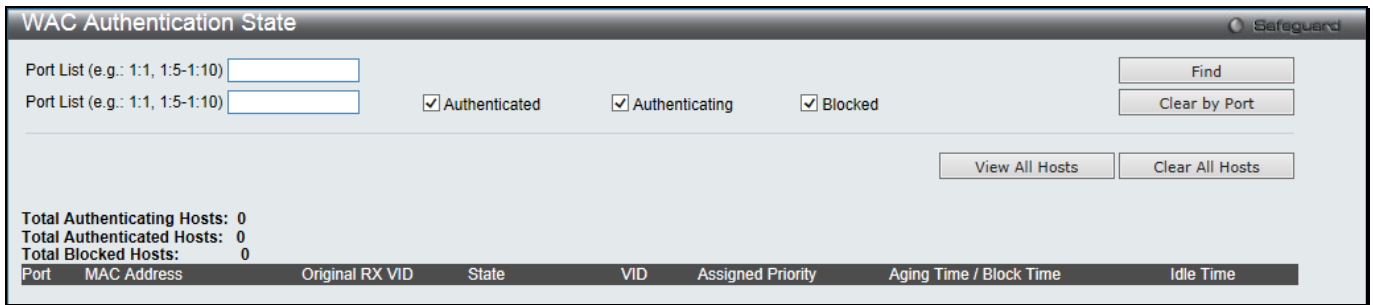 WAC Authentication State
Safeguard
Port List (e.g.: 1:1, 1:5-1:10)
Find
Port List (e.g.: 1:1, 1:5-1:10)
Authenticated
Authenticating
Blocked
Clear by Port
View All Hosts
Clear All Hosts
Total Authenticating Hosts: 0
Total Authenticated Hosts: 0
Total Blocked Hosts: 0
Port MAC Address Original RX VID State VID Assigned Priority Aging Time / Block Time Idle Time